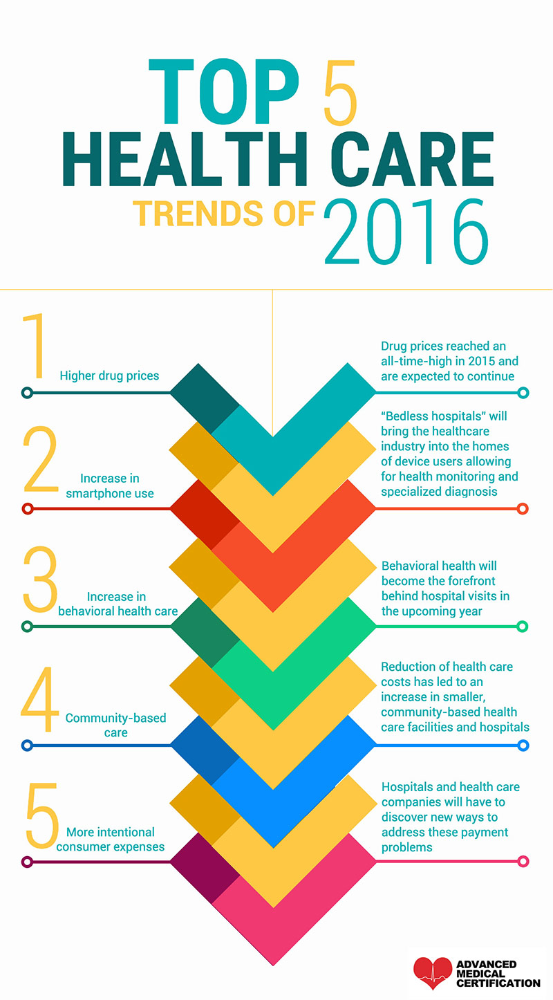 TOP 5
HEALTH CARE
TRENDS OF 2016
1
Higher drug prices
Drug prices reached an
all-time-high in 2015 and
are expected to continue
2
Increase in
smartphone use
“Bedless hospitals” will
bring the healthcare
industry into the homes
of device users allowing
for health monitoring and
specialized diagnosis
3
Increase in
behavioral health care
Behavioral health will
become the forefront
behind hospital visits in
the upcoming year
4
Community-based
care
Reduction of health care
costs has led to an
increase in smaller,
community-based health
care facilities and hospitals
5
More intentional
consumer expenses
Hospitals and health care
companies will have to
discover new ways to
address these payment
problems
ADVANCED
MEDICAL
CERTIFICATION